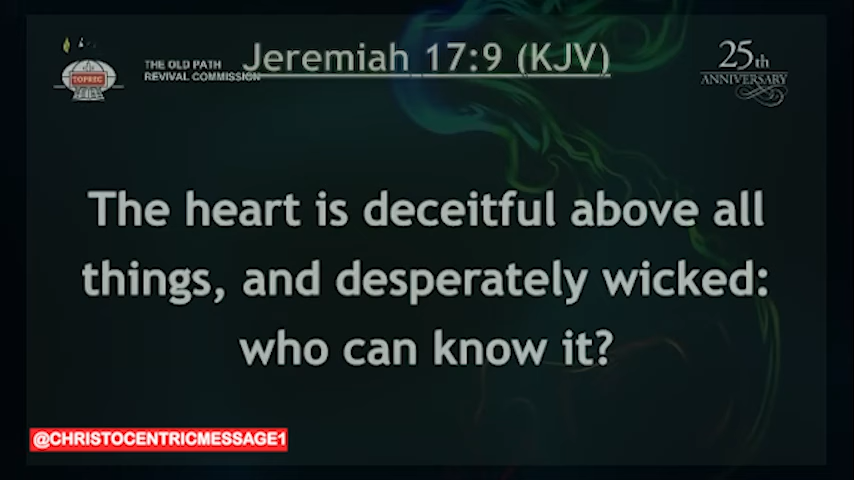 Jeremiah 17:9 (KJV)
THE OLD PATH
REVIVAL COMMISSION
TOPREC
25th
ANNIVERSARY
The heart is deceitful above all
things, and desperately wicked:
who can know it?
@CHRISTOCENTRICMESSAGE1